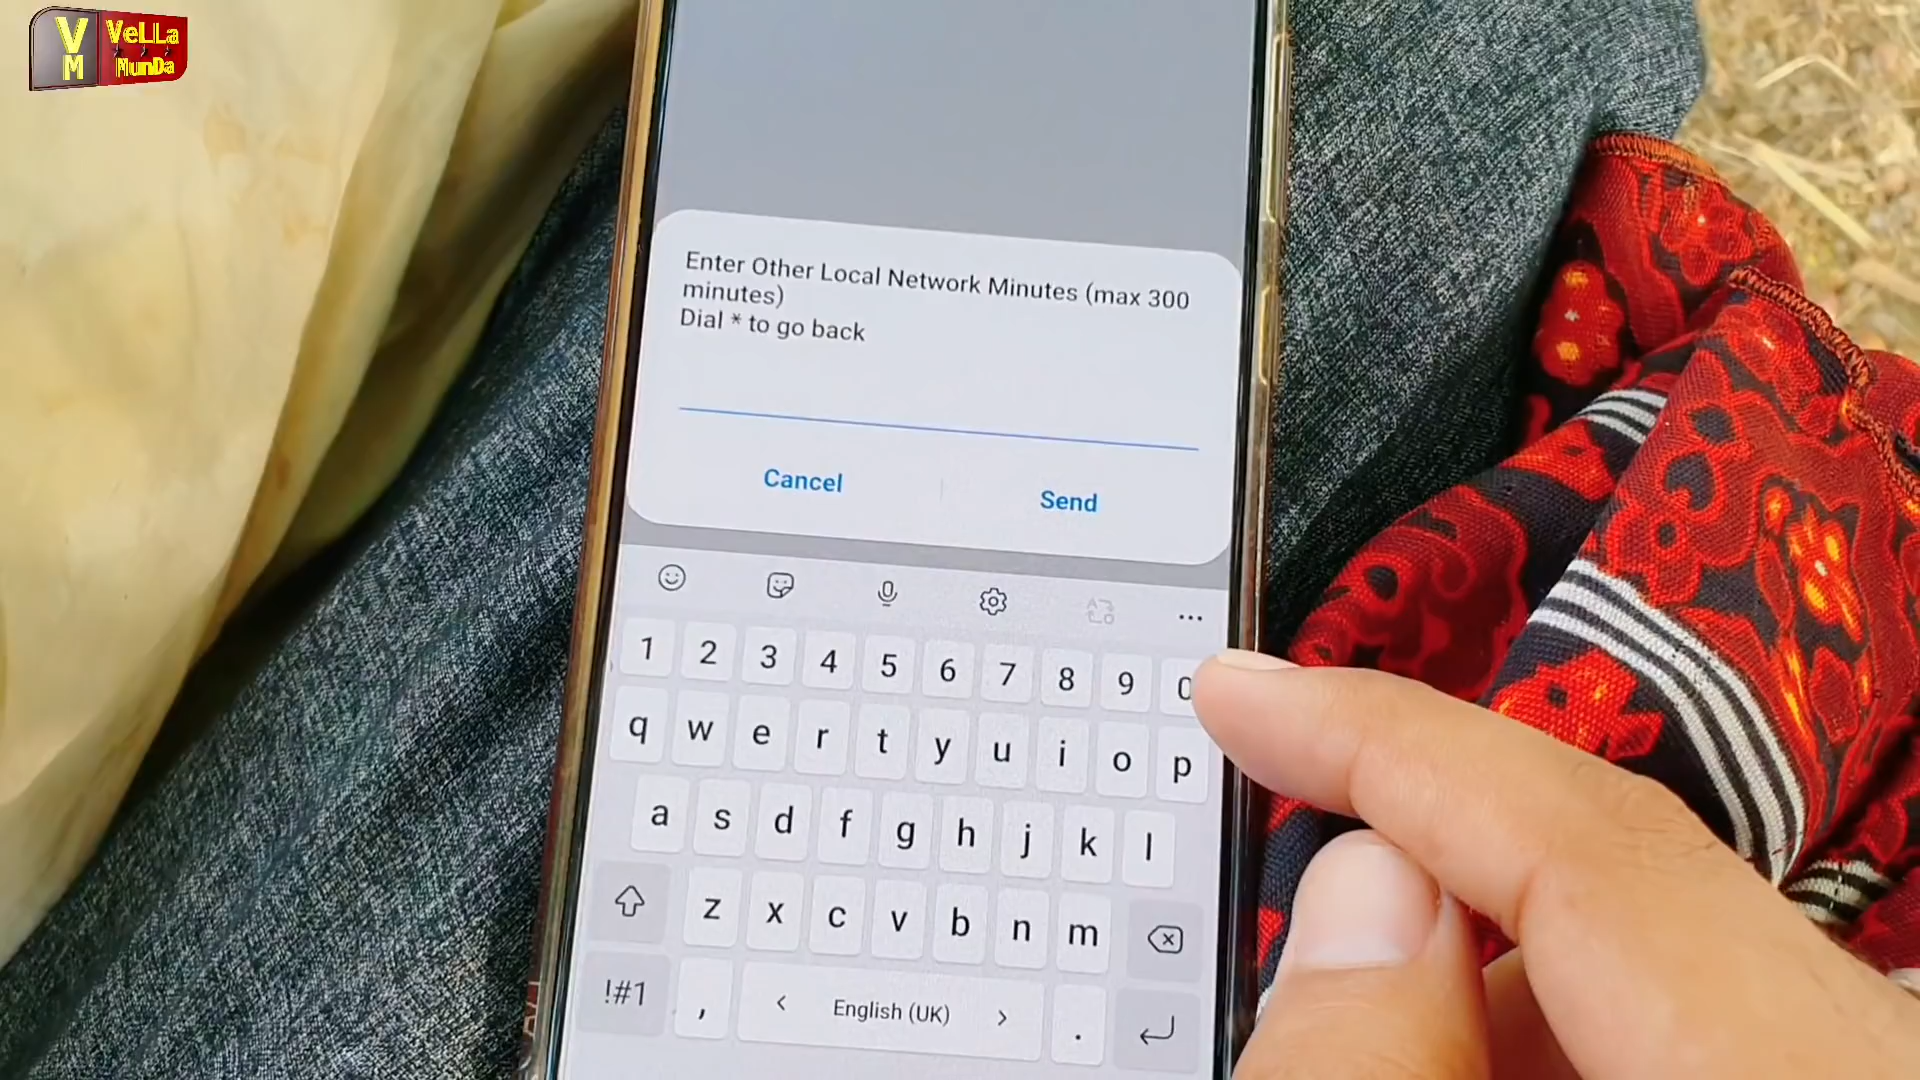 V
M
VeLLa
MunDa
Enter Other Local Network Minutes (max 300
minutes)
Dial * to go back
Cancel
Send
1 2 3 4 5 6 7 8 9 0
q w e r t y u i o p
a s d f g h j k l
z x c v b n m
!#1 , < English (UK) > .